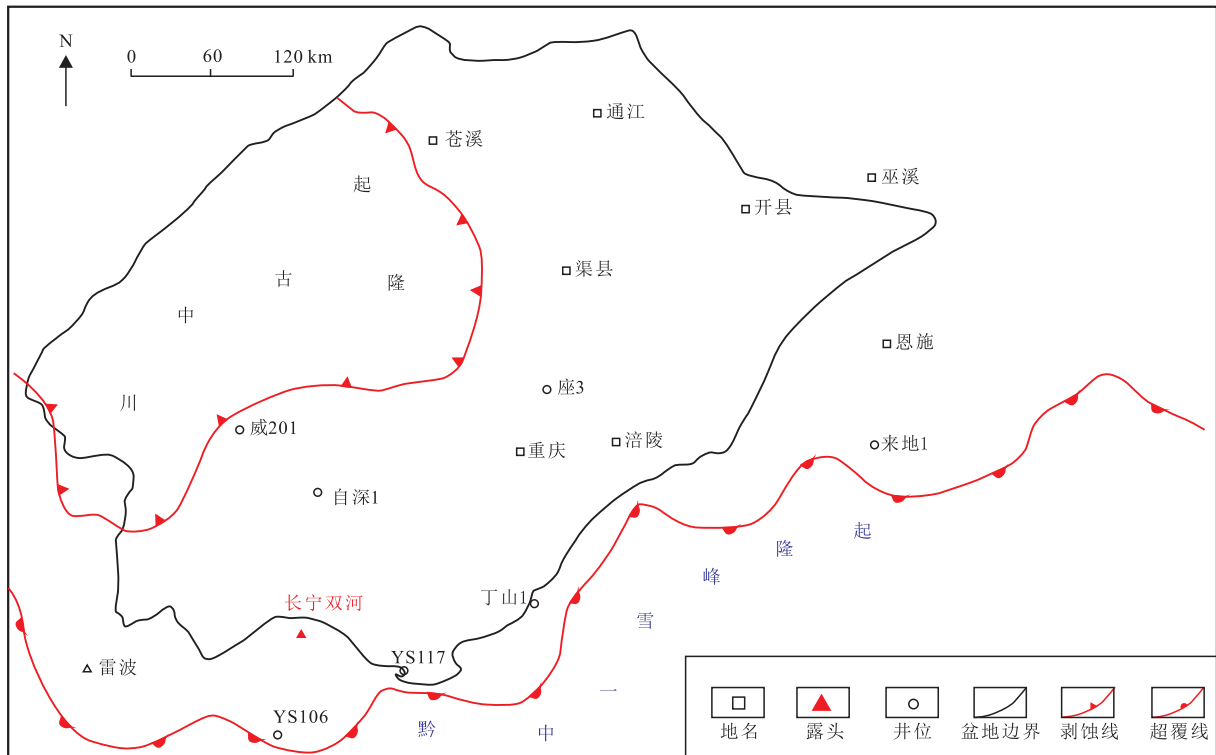 N
0 60 120 km
通江
苍溪
巫溪
起
开县
古
渠县
隆
中
恩施
川
座3
威201
重庆
涪陵
来地1
自深1
起
隆
峰
长宁双河
丁山1
雪
雷波
YS117
一
YS106
黔
中
地名 露头 井位 盆地边界 剥蚀线 超覆线